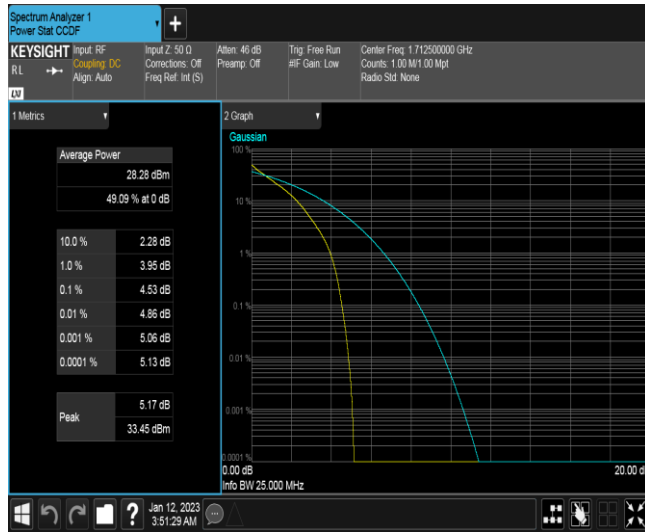 Spectrum Analyzer 1
Power Stat CCDF
+
KEYSIGHT
RL
LXI
Input: RF
Coupling: DC
Align: Auto
Input Z: 50 Ω
Corrections: Off
Freq Ref: Int (S)
Atten: 46 dB
Preamp: Off
Trig: Free Run
#IF Gain: Low
Center Freq: 1.712500000 GHz
Counts: 1.00 M/1.00 Mpt
Radio Std: None
1 Metrics
Average Power
28.28 dBm
49.09 % at 0 dB
10.0 % 2.28 dB
1.0 % 3.95 dB
0.1 % 4.53 dB
0.01 % 4.86 dB
0.001 % 5.06 dB
0.0001 % 5.13 dB
Peak
5.17 dB
33.45 dBm
2 Graph
Gaussian
100 %
10 %
1 %
0.1 %
0.01 %
0.001 %
0.0001 %
0.00 dB
20.00 d
Info BW 25.000 MHz
?
Jan 12, 2023
3:51:29 AM